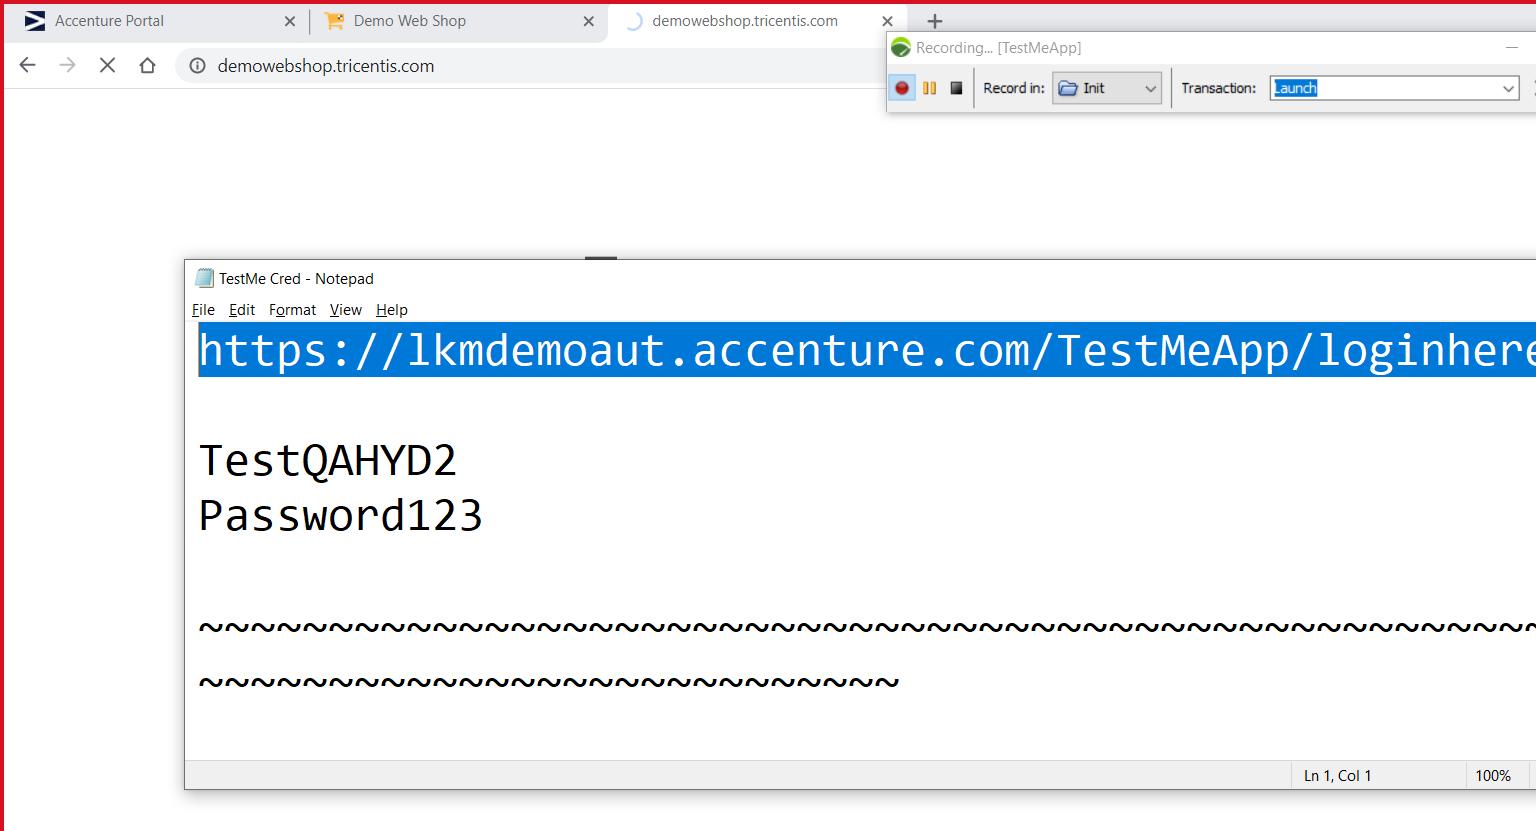 Accenture Portal
Demo Web Shop
demowebshop.tricentis.com
demowebshop.tricentis.com
Recording... [TestMeApp]
Record in: Init Transaction: Launch
TestMe Cred - Notepad
File Edit Format View Help
https://lkmdemoaut.accenture.com/TestMeApp/loginhere
TestQAHYD2
Password123
~~~~~~~~~~~~~~~~~~~~~~~~~~~~~~~~~~~~~~~~~~~~~~~~~~~~
~~~~~~~~~~~~~~~~~~~~~~~~~~~
Ln 1, Col 1
100%